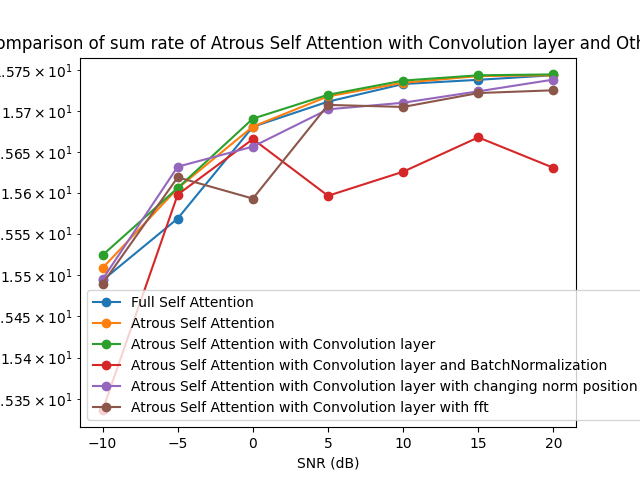 omparison of sum rate of Atrous Self Attention with Convolution layer and Oth
.575 × 10¹
1.57 × 10¹
.565 × 10¹
1.56 × 10¹
.555 × 10¹
1.55 × 10¹
.545 × 10¹
1.54 × 10¹
.535 × 10¹
Full Self Attention
Atrous Self Attention
Atrous Self Attention with Convolution layer
Atrous Self Attention with Convolution layer and BatchNormalization
Atrous Self Attention with Convolution layer with changing norm position
Atrous Self Attention with Convolution layer with fft
−10 −5 0 5 10 15 20
SNR (dB)